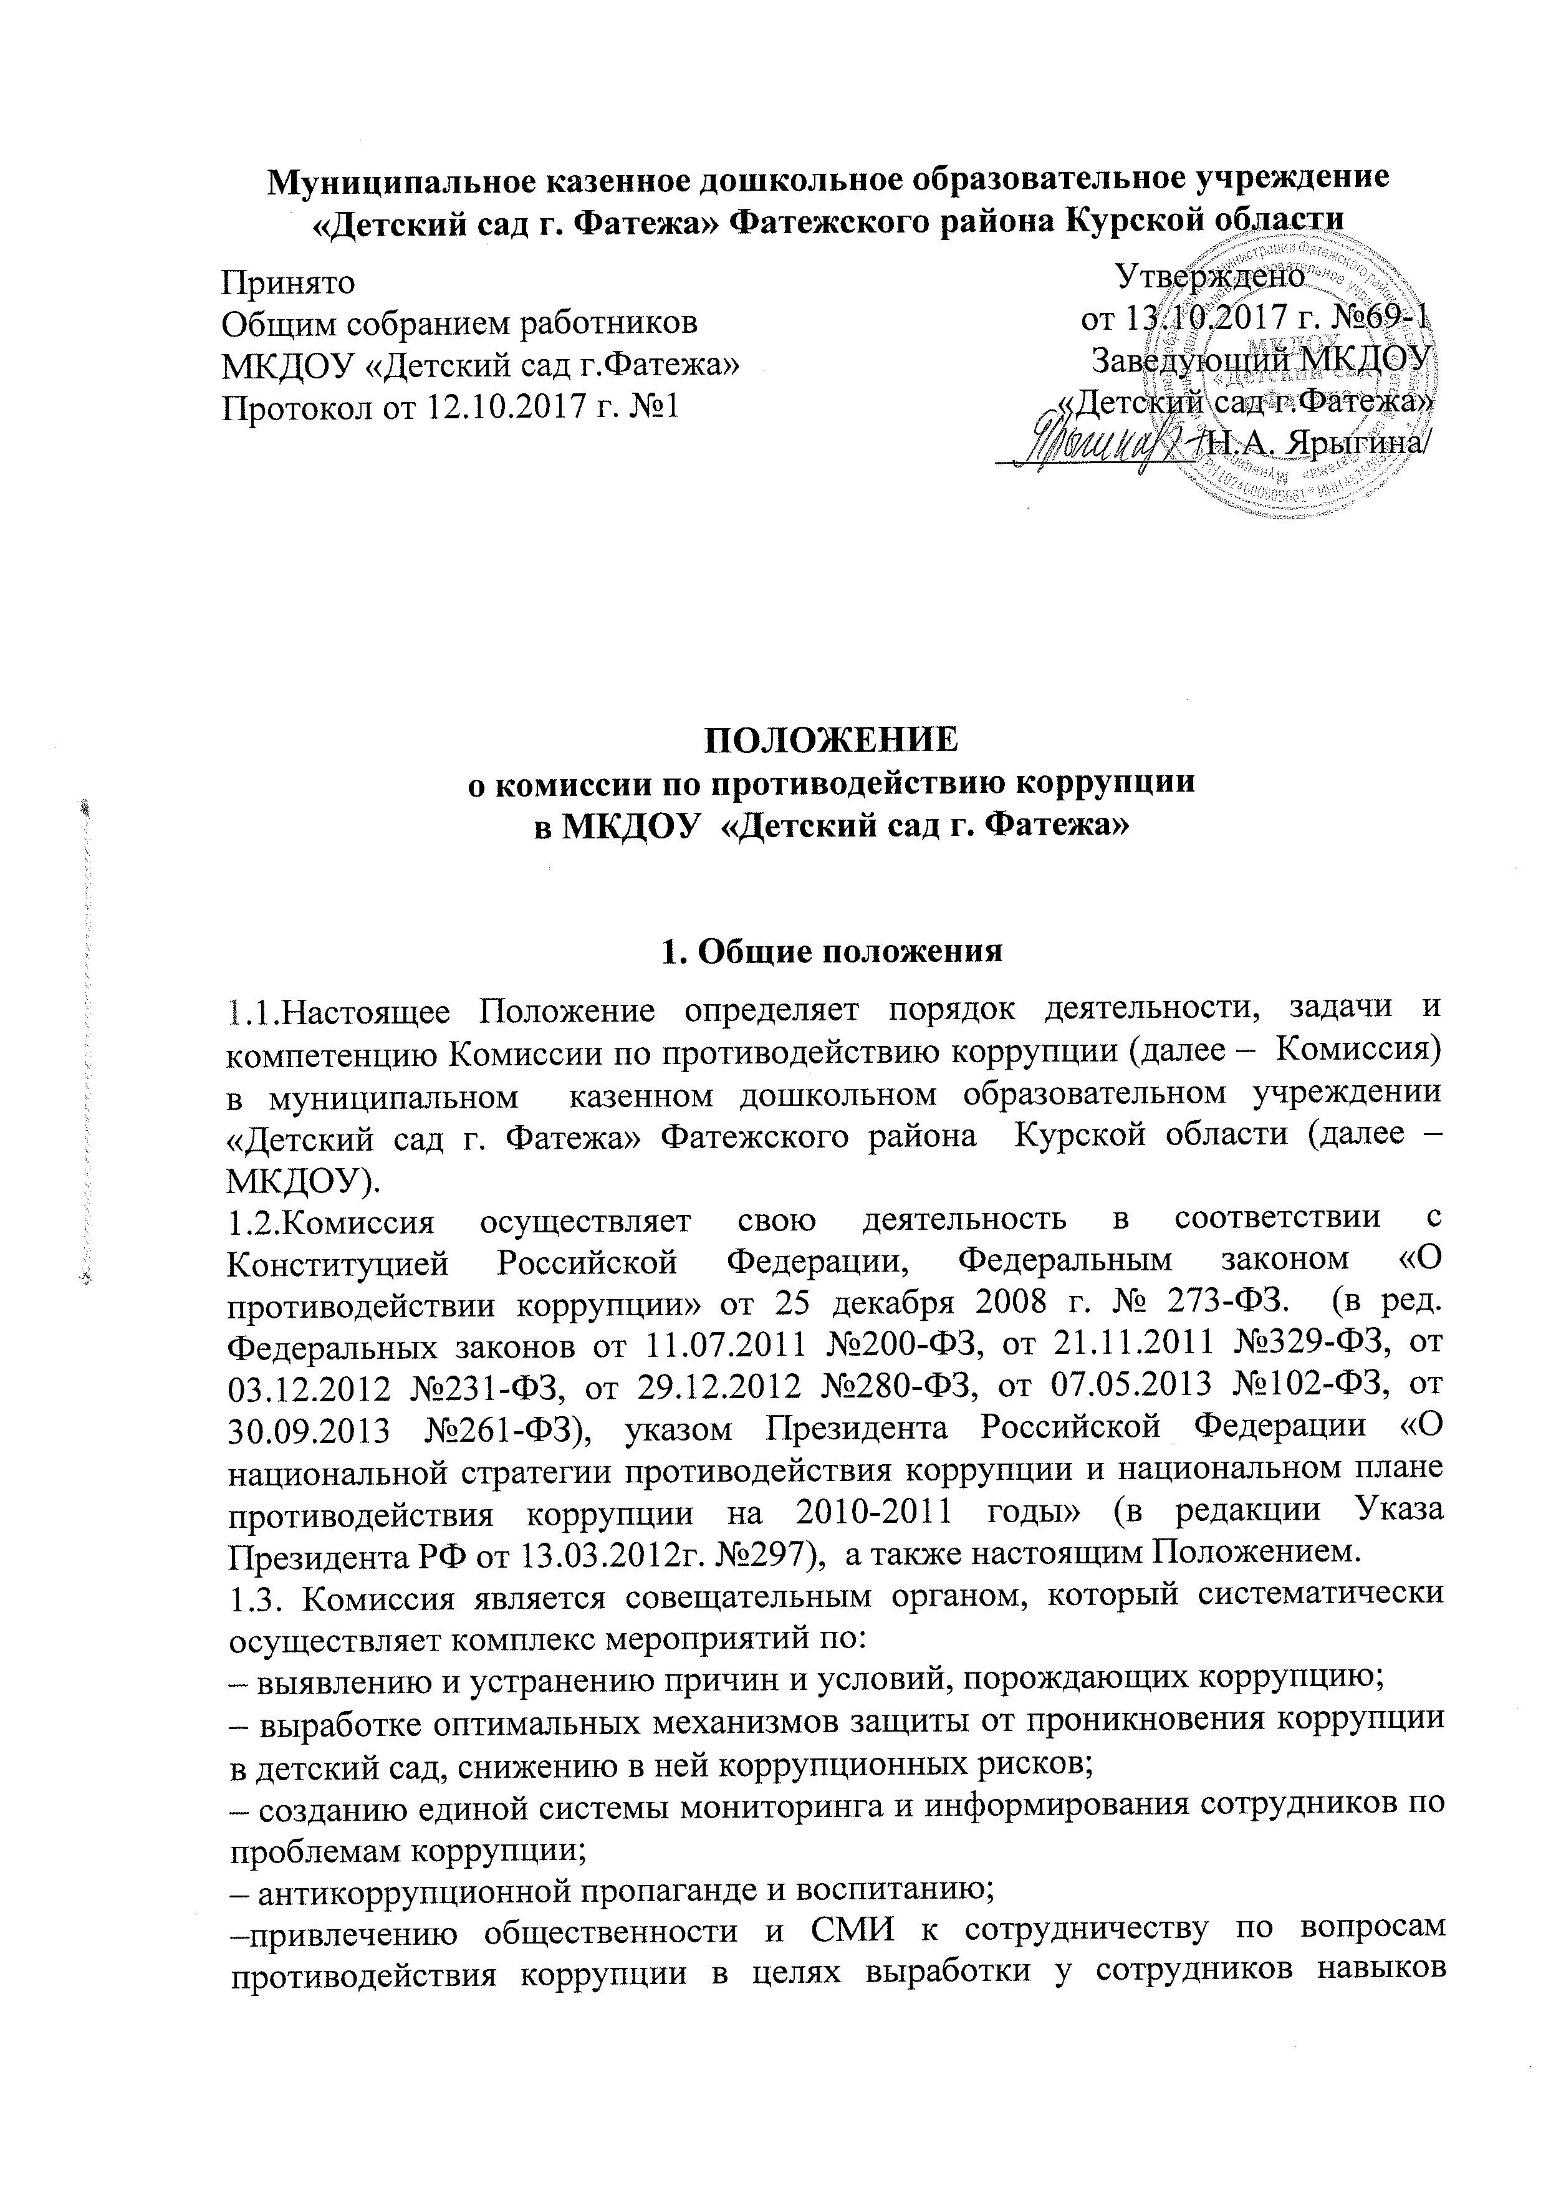 Муниципальное казенное дошкольное образовательное учреждение
«Детский сад г. Фатежа» Фатежского района Курской области
Принято
Общим собранием работников
МКДОУ «Детский сад г.Фатежа»
Протокол от 12.10.2017 г. №1
Утверждено
от 13.10.2017 г. №69-1
Заведующий МКДОУ
«Детский сад г.Фатежа»
/Н.А. Ярыгина/
ПОЛОЖЕНИЕ
о комиссии по противодействию коррупции
в МКДОУ «Детский сад г. Фатежа»
1. Общие положения
1.1.Настоящее Положение определяет порядок деятельности, задачи и
компетенцию Комиссии по противодействию коррупции (далее – Комиссия)
в муниципальном казенном дошкольном образовательном учреждении
«Детский сад г. Фатежа» Фатежского района Курской области (далее –
МКДОУ).
1.2.Комиссия осуществляет свою деятельность в соответствии с
Конституцией Российской Федерации, Федеральным законом «О
противодействии коррупции» от 25 декабря 2008 г. № 273-ФЗ. (в ред.
Федеральных законов от 11.07.2011 №200-ФЗ, от 21.11.2011 №329-ФЗ, от
03.12.2012 №231-ФЗ, от 29.12.2012 №280-ФЗ, от 07.05.2013 №102-ФЗ, от
30.09.2013 №261-ФЗ), указом Президента Российской Федерации «О
национальной стратегии противодействия коррупции и национальном плане
противодействия коррупции на 2010-2011 годы» (в редакции Указа
Президента РФ от 13.03.2012г. №297), а также настоящим Положением.
1.3. Комиссия является совещательным органом, который систематически
осуществляет комплекс мероприятий по:
– выявлению и устранению причин и условий, порождающих коррупцию;
– выработке оптимальных механизмов защиты от проникновения коррупции
в детский сад, снижению в ней коррупционных рисков;
– созданию единой системы мониторинга и информирования сотрудников по
проблемам коррупции;
– антикоррупционной пропаганде и воспитанию;
–привлечению общественности и СМИ к сотрудничеству по вопросам
противодействия коррупции в целях выработки у сотрудников навыков